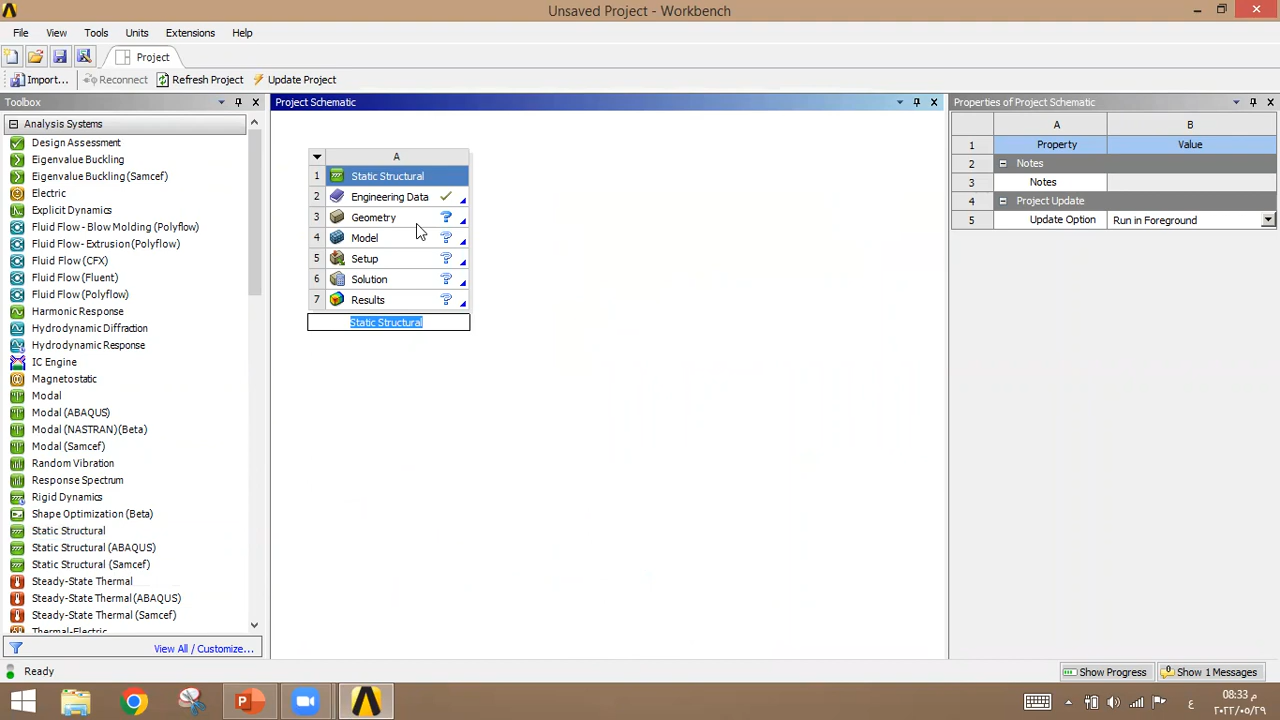 Unsaved Project - Workbench
File View Tools Units Extensions Help
Project
Import... Reconnect Refresh Project Update Project
Toolbox
Analysis Systems
Design Assessment
Eigenvalue Buckling
Eigenvalue Buckling (Samcef)
Electric
Explicit Dynamics
Fluid Flow - Blow Molding (Polyflow)
Fluid Flow - Extrusion (Polyflow)
Fluid Flow (CFX)
Fluid Flow (Fluent)
Fluid Flow (Polyflow)
Harmonic Response
Hydrodynamic Diffraction
Hydrodynamic Response
IC Engine
Magnetostatic
Modal
Modal (ABAQUS)
Modal (NASTRAN) (Beta)
Modal (Samcef)
Random Vibration
Response Spectrum
Rigid Dynamics
Shape Optimization (Beta)
Static Structural
Static Structural (ABAQUS)
Static Structural (Samcef)
Steady-State Thermal
Steady-State Thermal (ABAQUS)
Steady-State Thermal (Samcef)
Thermal-Electric
View All / Customize...
Project Schematic
A
1 Static Structural
2 Engineering Data
3 Geometry ?
4 Model ?
5 Setup ?
6 Solution ?
7 Results ?
Static Structural
Properties of Project Schematic
A B
1 Property Value
2 Notes
3 Notes
4 Project Update
5 Update Option Run in Foreground
Ready
Show Progress Show 1 Messages
ع
08:33 م
٢٠٢٢/٠٥/٢٩